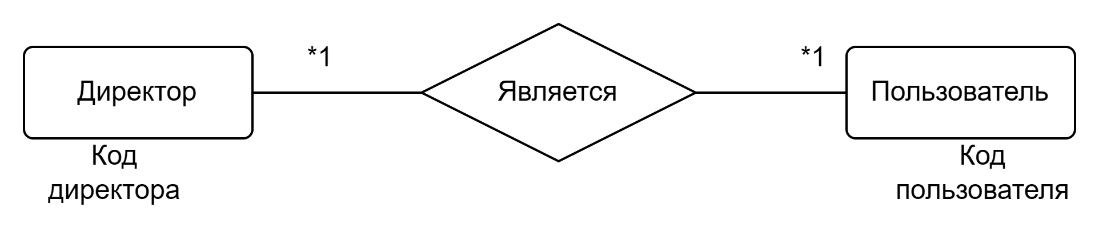 *1
*1
Директор
Является
Пользователь
Код
директора
Код
пользователя